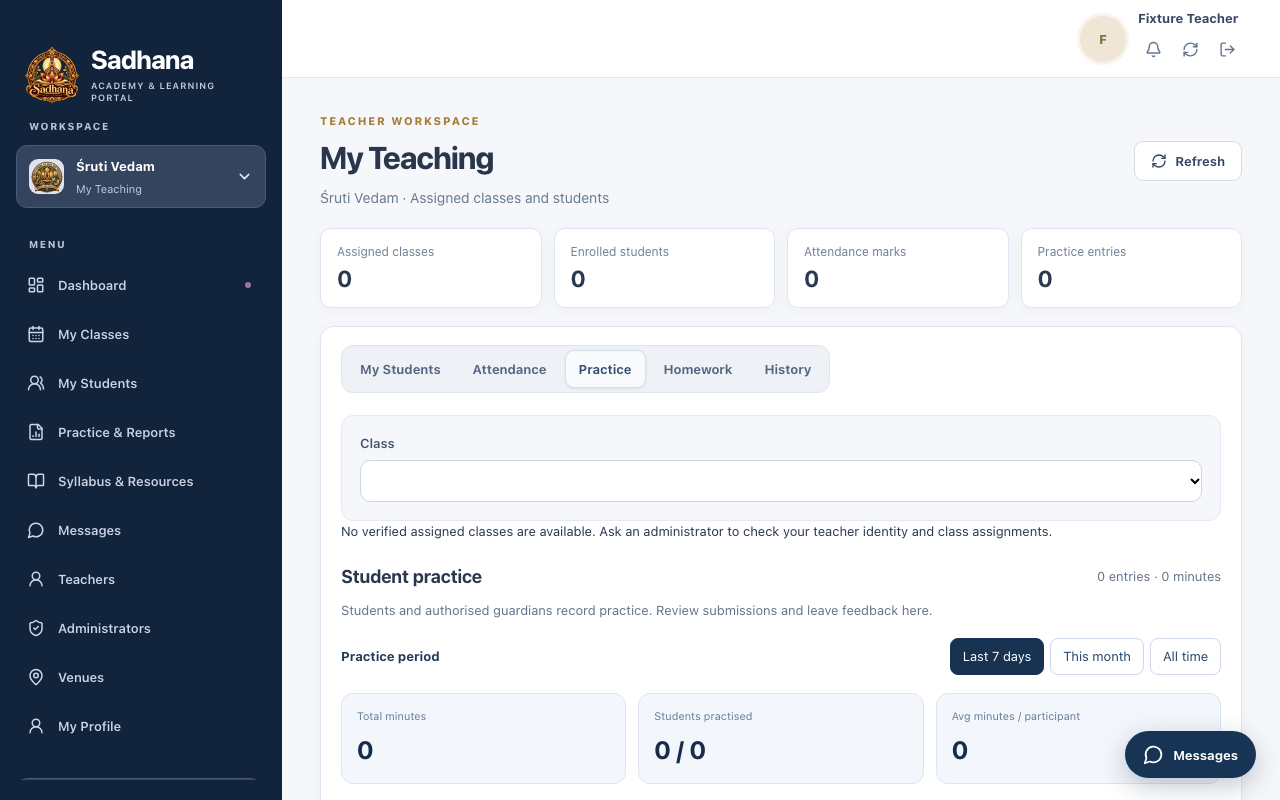 Sadhana
ACADEMY & LEARNING
PORTAL
Sadhana
WORKSPACE
Śruti Vedam
My Teaching
MENU
Dashboard
My Classes
My Students
Practice & Reports
Syllabus & Resources
Messages
Teachers
Administrators
Venues
My Profile
F
Fixture Teacher
TEACHER WORKSPACE
My Teaching
Refresh
Śruti Vedam · Assigned classes and students
Assigned classes
0
Enrolled students
0
Attendance marks
0
Practice entries
0
My Students
Attendance
Practice
Homework
History
Class
No verified assigned classes are available. Ask an administrator to check your teacher identity and class assignments.
Student practice
0 entries · 0 minutes
Students and authorised guardians record practice. Review submissions and leave feedback here.
Practice period
Last 7 days
This month
All time
Total minutes
0
Students practised
0 / 0
Avg minutes / participant
0
Messages